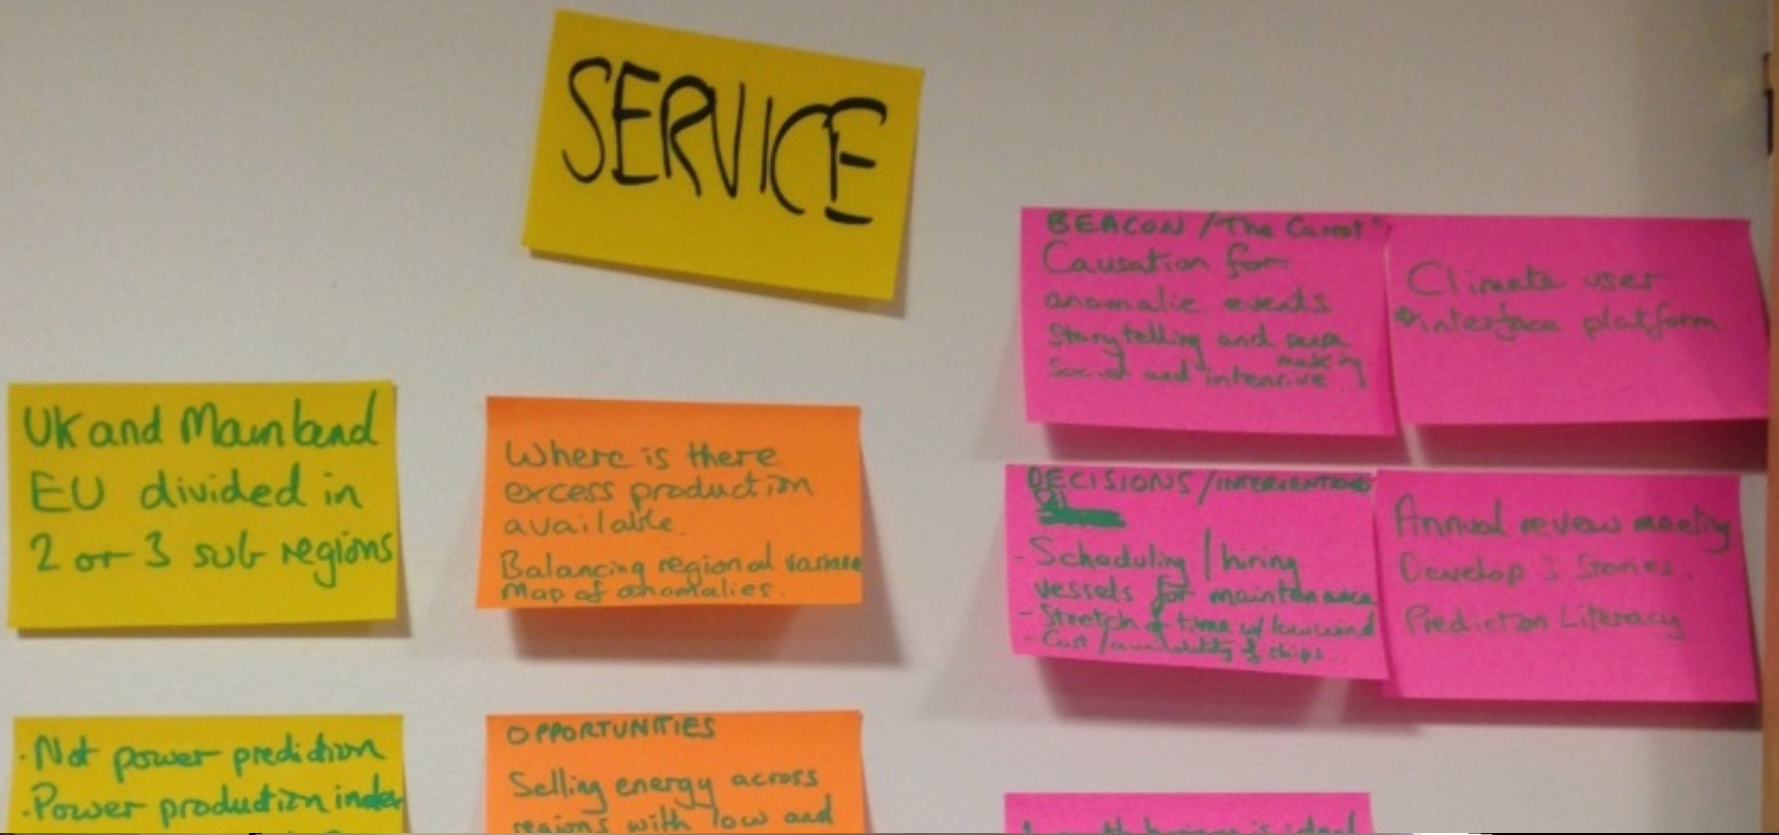 SERVICE
BEACON / "The Carrot"
Causation for
anomalie events
Storytelling and sense
making
Social and intensive
Climate user
interface platform
UK and Mainland
EU divided in
2 or 3 sub regions
Where is there
excess production
available.
Balancing regional variance
Map of anomalies.
DECISIONS / INTERVENTIONS
- Scheduling / hiring
vessels for maintenance
- Stretch of time w/ low wind
- Cost / availability of ships...
Annual review meeting
Develop 3 Stories.
Prediction Literacy
· Not power prediction
· Power production index
OPPORTUNITIES
Selling energy across
regions with low and